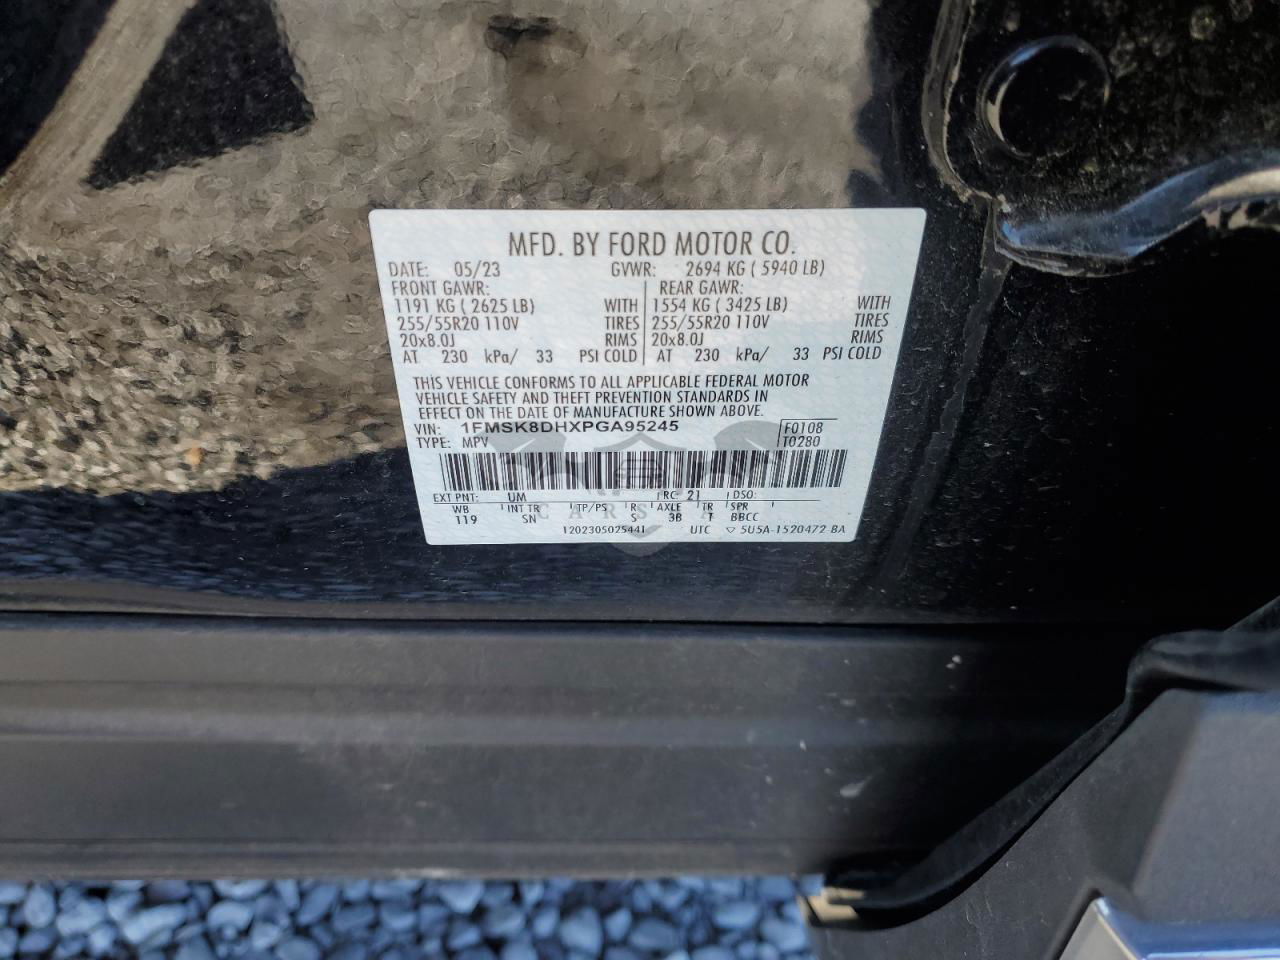 MFD. BY FORD MOTOR CO.
DATE: 05/23 GVWR: 2694 KG ( 5940 LB)
FRONT GAWR: REAR GAWR:
1191 KG ( 2625 LB) WITH 1554 KG ( 3425 LB) WITH
255/55R20 110V TIRES 255/55R20 110V TIRES
20x8.0J RIMS 20x8.0J RIMS
AT 230 kPa/ 33 PSI COLD AT 230 kPa/ 33 PSI COLD
THIS VEHICLE CONFORMS TO ALL APPLICABLE FEDERAL MOTOR
VEHICLE SAFETY AND THEFT PREVENTION STANDARDS IN
EFFECT ON THE DATE OF MANUFACTURE SHOWN ABOVE.
VIN: 1FMSK8DHXPGA95245 F0108
TYPE: MPV T0280
EXT PNT: UM RC: 21 DSO:
WB INT TR TP/PS R AXLE TR SPR
119 SN S 3B T BBCC
CARS
1202305025441 UTC ▽ 5U5A-1520472-BA